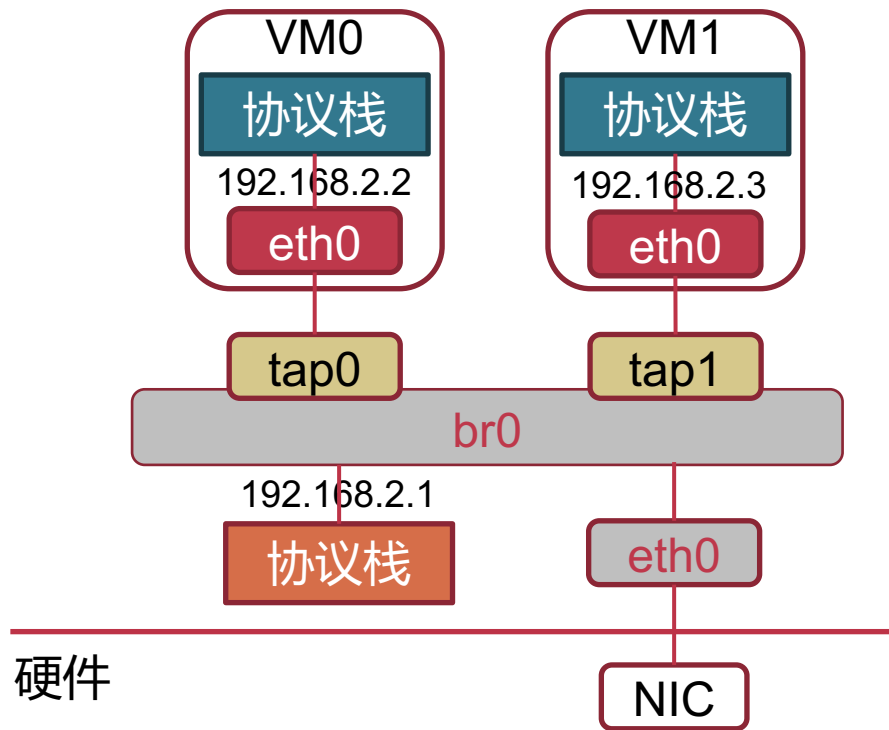 VM0
VM1
协议栈
协议栈
192.168.2.2
192.168.2.3
eth0
eth0
tap0
tap1
br0
192.168.2.1
协议栈
eth0
硬件
NIC